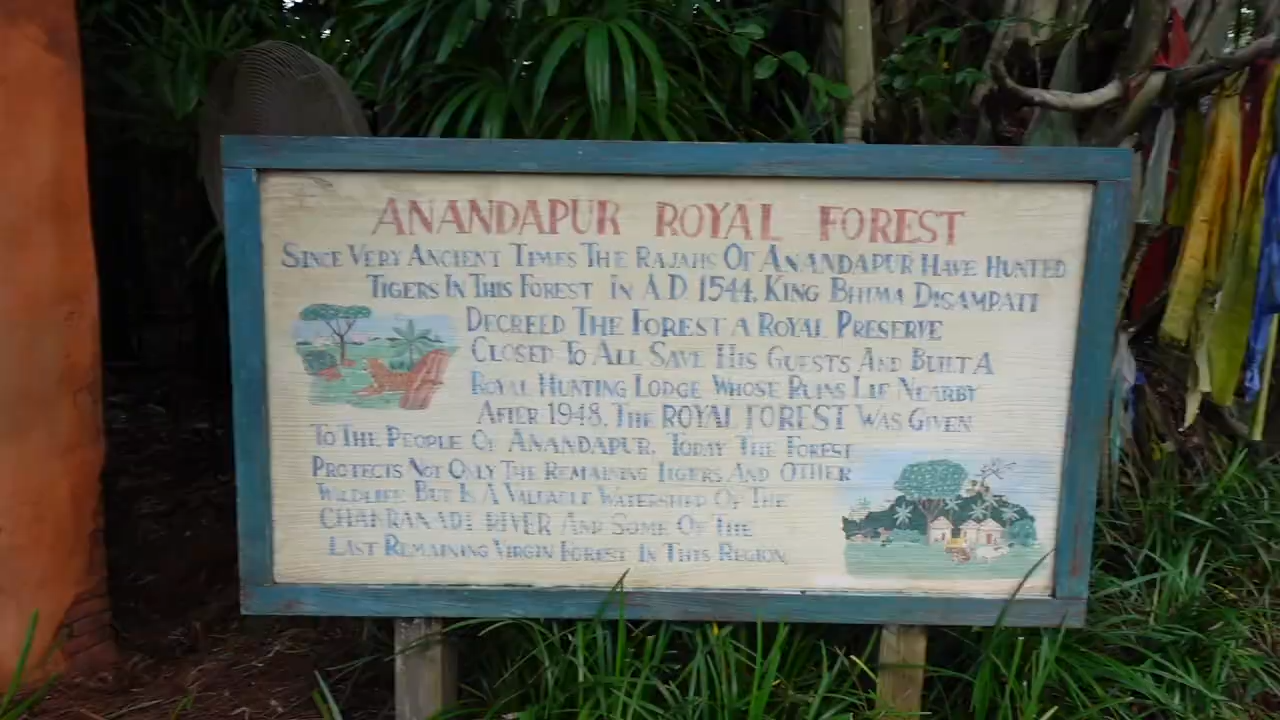 ANANDAPUR ROYAL FOREST
SINCE VERY ANCIENT TIMES THE RAJAHS OF ANANDAPUR HAVE HUNTED
TIGERS IN THIS FOREST IN A.D. 1544, KING BHIMA DISAMPATI
DECREED THE FOREST A ROYAL PRESERVE
CLOSED TO ALL SAVE HIS GUESTS AND BUILT A
ROYAL HUNTING LODGE WHOSE RUINS LIE NEARBY
AFTER 1948, THE ROYAL FOREST WAS GIVEN
TO THE PEOPLE OF ANANDAPUR. TODAY THE FOREST
PROTECTS NOT ONLY THE REMAINING TIGERS AND OTHER
WILDLIFE BUT IS A VALUABLE WATERSHED OF THE
CHAKRANADI RIVER AND SOME OF THE
LAST REMAINING VIRGIN FOREST IN THIS REGION